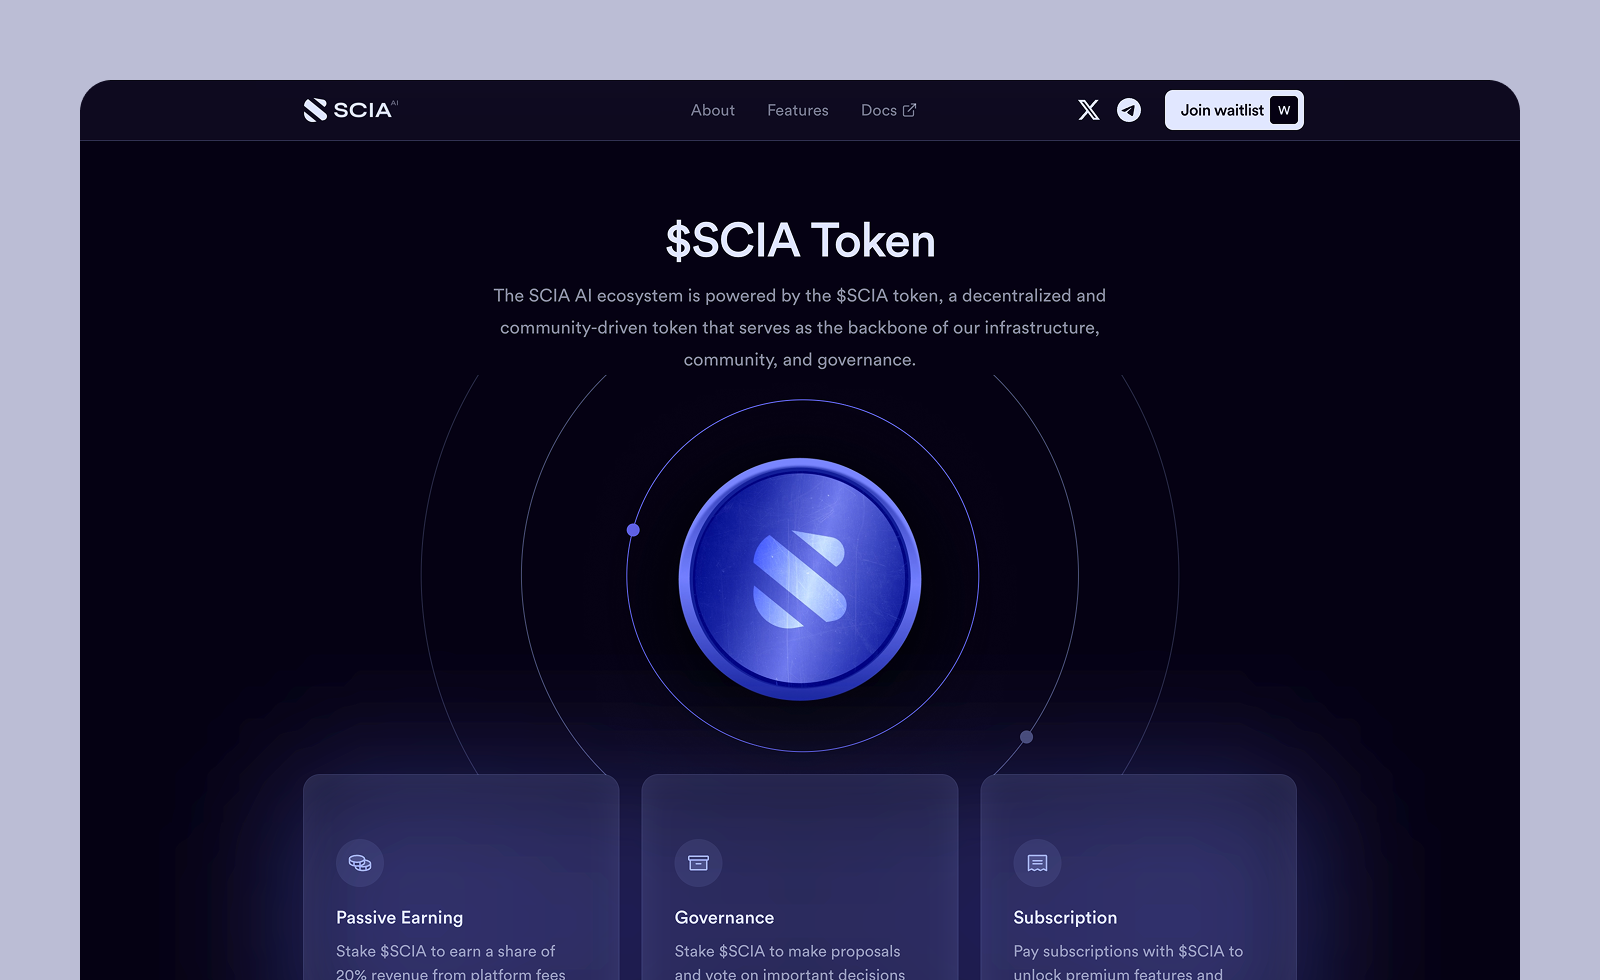 SCIA AI
About
Features
Docs
Join waitlist W
$SCIA Token
The SCIA AI ecosystem is powered by the $SCIA token, a decentralized and
community-driven token that serves as the backbone of our infrastructure,
community, and governance.
Passive Earning
Stake $SCIA to earn a share of
20% revenue from platform fees
Governance
Stake $SCIA to make proposals
and vote on important decisions
Subscription
Pay subscriptions with $SCIA to
unlock premium features and